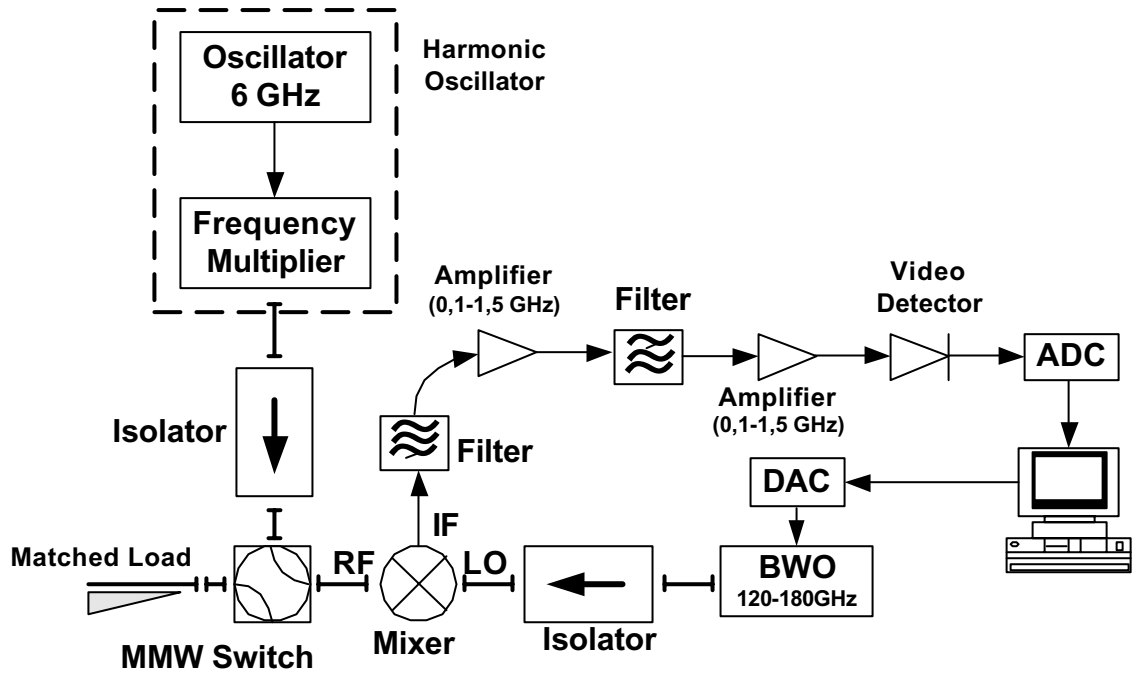 Oscillator
6 GHz
Harmonic
Oscillator
Frequency
Multiplier
Amplifier
(0,1-1,5 GHz)
Filter
Video
Detector
ADC
Amplifier
(0,1-1,5 GHz)
Isolator
Filter
DAC
IF
Matched Load
RF
LO
BWO
120-180GHz
Mixer
Isolator
MMW Switch